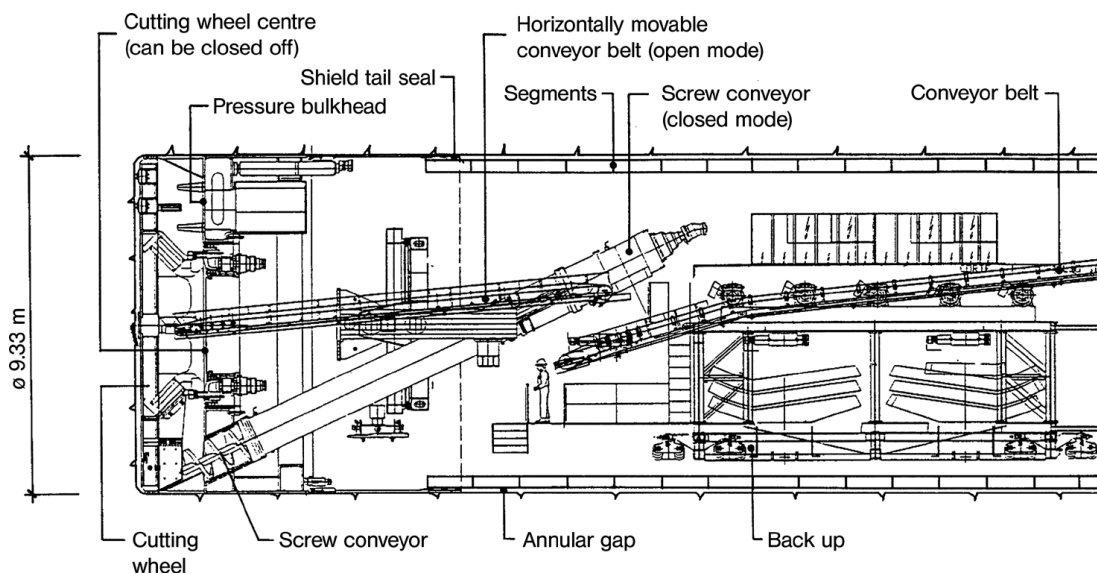 Cutting wheel centre
(can be closed off)
Horizontally movable
conveyor belt (open mode)
Shield tail seal
Pressure bulkhead
Segments
Screw conveyor
(closed mode)
Conveyor belt
ø 9.33 m
Cutting
wheel
Screw conveyor
Annular gap
Back up